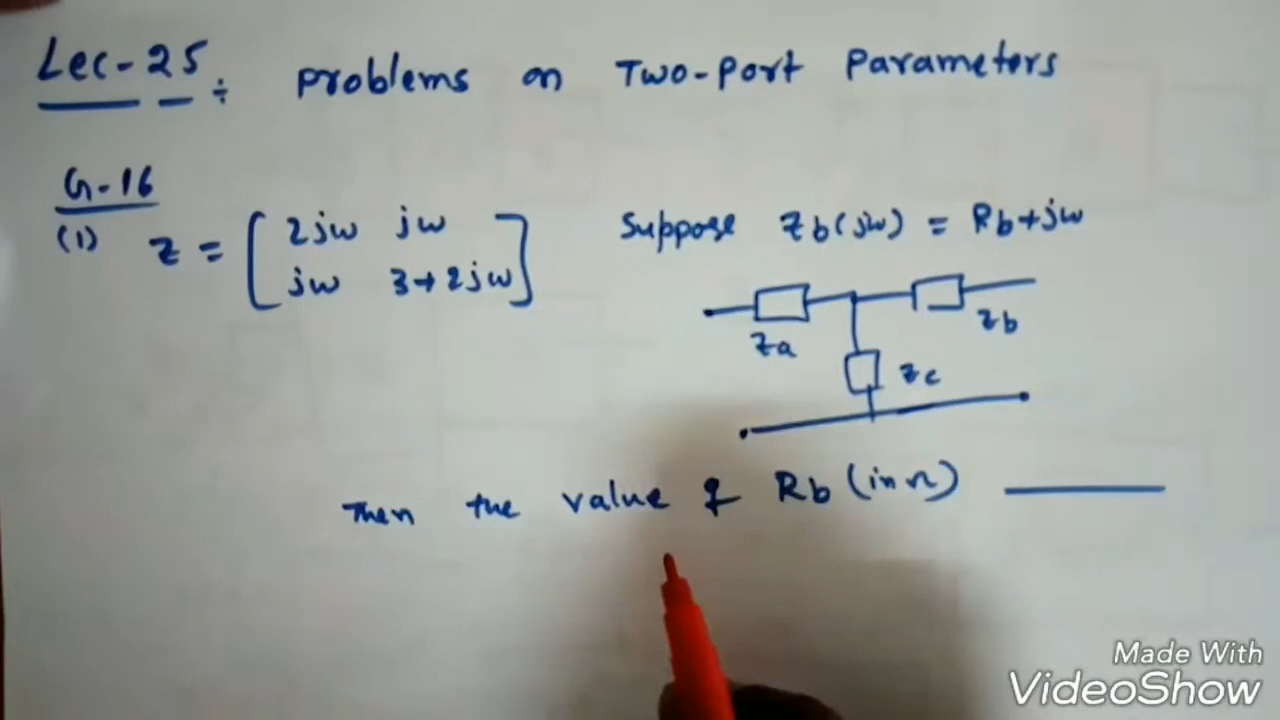 Lec-25 ÷ Problems on Two-port Parameters
G-16
(1) Z = [ 2jω jω
jω 3+2jω ]
Suppose Zb(jω) = Rb+jω
Za
Zb
Zc
Then the value of Rb (in Ω) ______
Made With
VideoShow